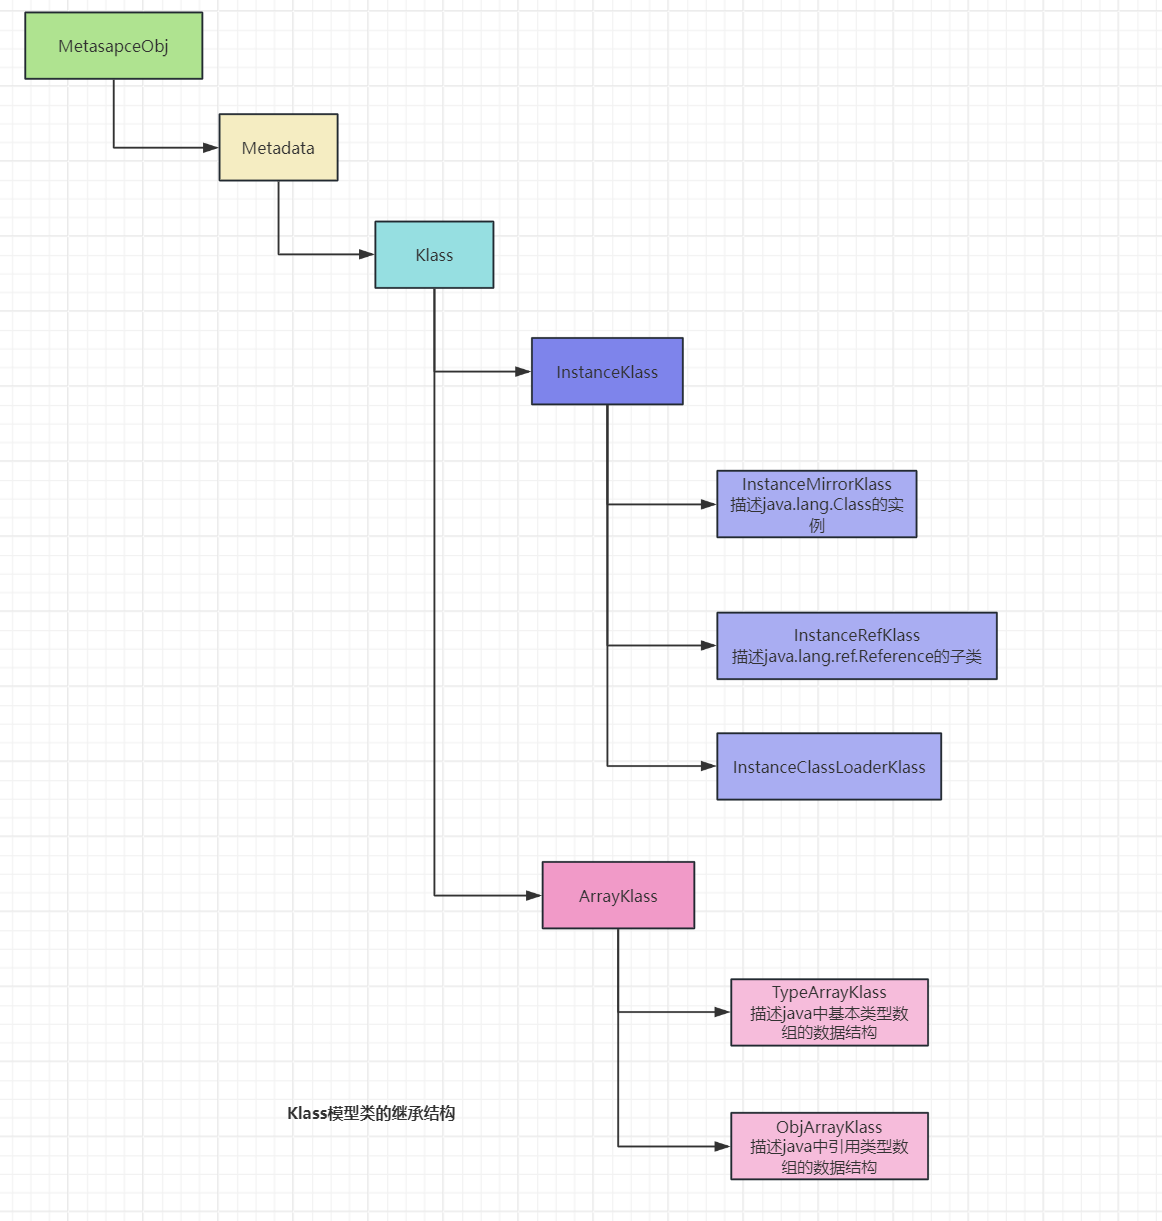 MetasapceObj
Metadata
Klass
InstanceKlass
InstanceMirrorKlass
描述java.lang.Class的实
例
InstanceRefKlass
描述java.lang.ref.Reference的子类
InstanceClassLoaderKlass
ArrayKlass
TypeArrayKlass
描述java中基本类型数
组的数据结构
Klass模型类的继承结构
ObjArrayKlass
描述java中引用类型数
组的数据结构